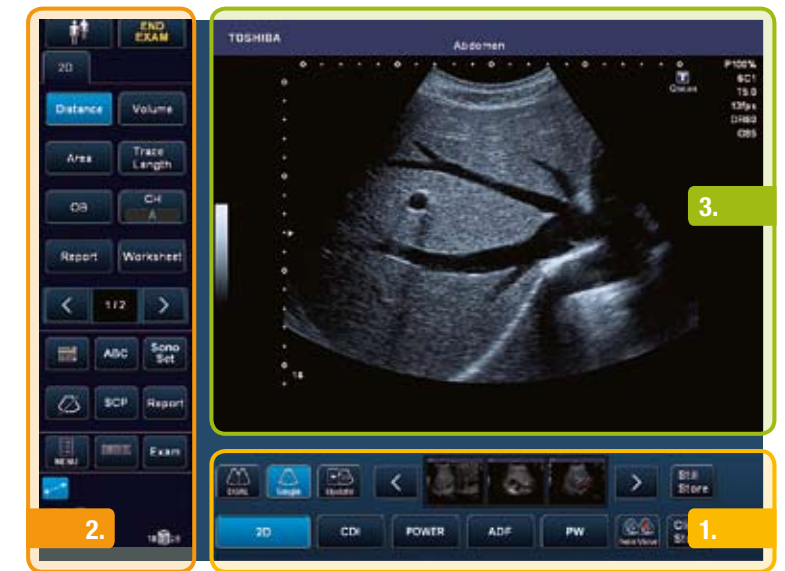 END
EXAM
2D
Distance
Volume
Area
Trace
Length
OB
CH
A
Report
Worksheet
1/2
ABC
Sono
Set
SCP
Report
MENU
Exam
2.
TOSHIBA
Abdomen
P100%
6C1
T5.0
13fps
DR60
T
3.
DUAL
Single
Update
Still
Store
2D
CDI
POWER
ADF
PW
TwinView
1.